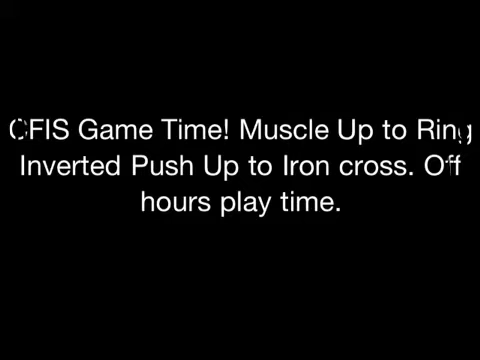 CFIS Game Time! Muscle Up to Ring
Inverted Push Up to Iron cross. Off
hours play time.